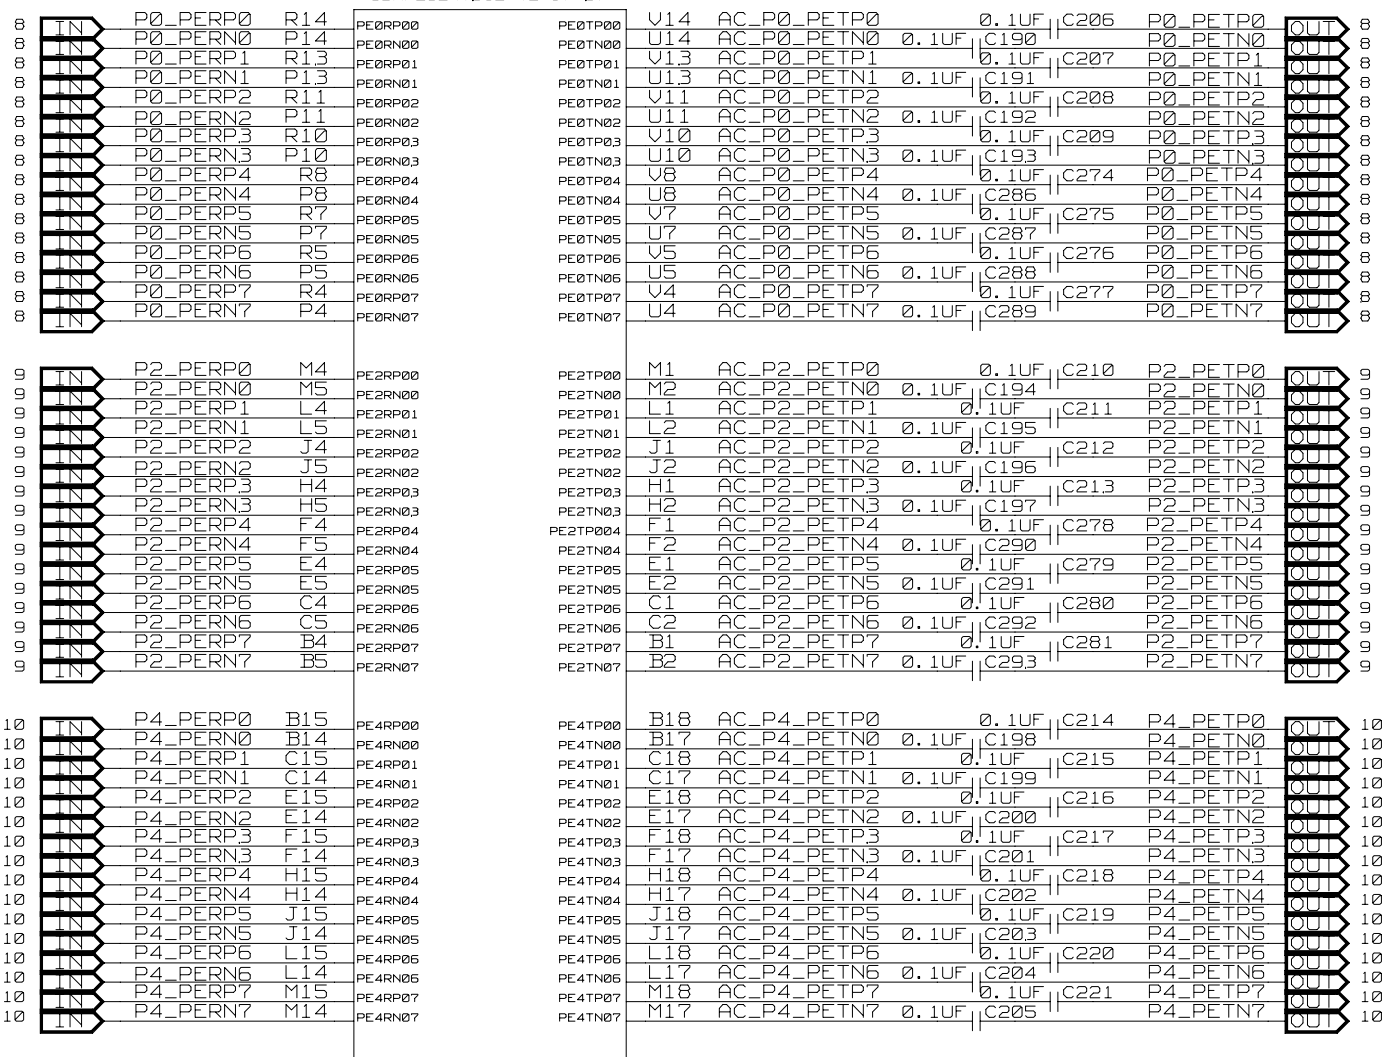 8 IN P0_PERP0 R14 PE0RP00 PE0TP00 V14 AC_P0_PETP0 0.1UF C206 P0_PETP0 OUT 8
8 IN P0_PERN0 P14 PE0RN00 PE0TN00 U14 AC_P0_PETN0 0.1UF C190 P0_PETN0 OUT 8
8 IN P0_PERP1 R13 PE0RP01 PE0TP01 V13 AC_P0_PETP1 0.1UF C207 P0_PETP1 OUT 8
8 IN P0_PERN1 P13 PE0RN01 PE0TN01 U13 AC_P0_PETN1 0.1UF C191 P0_PETN1 OUT 8
8 IN P0_PERP2 R11 PE0RP02 PE0TP02 V11 AC_P0_PETP2 0.1UF C208 P0_PETP2 OUT 8
8 IN P0_PERN2 P11 PE0RN02 PE0TN02 U11 AC_P0_PETN2 0.1UF C192 P0_PETN2 OUT 8
8 IN P0_PERP3 R10 PE0RP03 PE0TP03 V10 AC_P0_PETP3 0.1UF C209 P0_PETP3 OUT 8
8 IN P0_PERN3 P10 PE0RN03 PE0TN03 U10 AC_P0_PETN3 0.1UF C193 P0_PETN3 OUT 8
8 IN P0_PERP4 R8 PE0RP04 PE0TP04 V8 AC_P0_PETP4 0.1UF C274 P0_PETP4 OUT 8
8 IN P0_PERN4 P8 PE0RN04 PE0TN04 U8 AC_P0_PETN4 0.1UF C286 P0_PETN4 OUT 8
8 IN P0_PERP5 R7 PE0RP05 PE0TP05 V7 AC_P0_PETP5 0.1UF C275 P0_PETP5 OUT 8
8 IN P0_PERN5 P7 PE0RN05 PE0TN05 U7 AC_P0_PETN5 0.1UF C287 P0_PETN5 OUT 8
8 IN P0_PERP6 R5 PE0RP06 PE0TP06 V5 AC_P0_PETP6 0.1UF C276 P0_PETP6 OUT 8
8 IN P0_PERN6 P5 PE0RN06 PE0TN06 U5 AC_P0_PETN6 0.1UF C288 P0_PETN6 OUT 8
8 IN P0_PERP7 R4 PE0RP07 PE0TP07 V4 AC_P0_PETP7 0.1UF C277 P0_PETP7 OUT 8
8 IN P0_PERN7 P4 PE0RN07 PE0TN07 U4 AC_P0_PETN7 0.1UF C289 P0_PETN7 OUT 8
9 IN P2_PERP0 M4 PE2RP00 PE2TP00 M1 AC_P2_PETP0 0.1UF C210 P2_PETP0 OUT 9
9 IN P2_PERN0 M5 PE2RN00 PE2TN00 M2 AC_P2_PETN0 0.1UF C194 P2_PETN0 OUT 9
9 IN P2_PERP1 L4 PE2RP01 PE2TP01 L1 AC_P2_PETP1 0.1UF C211 P2_PETP1 OUT 9
9 IN P2_PERN1 L5 PE2RN01 PE2TN01 L2 AC_P2_PETN1 0.1UF C195 P2_PETN1 OUT 9
9 IN P2_PERP2 J4 PE2RP02 PE2TP02 J1 AC_P2_PETP2 0.1UF C212 P2_PETP2 OUT 9
9 IN P2_PERN2 J5 PE2RN02 PE2TN02 J2 AC_P2_PETN2 0.1UF C196 P2_PETN2 OUT 9
9 IN P2_PERP3 H4 PE2RP03 PE2TP03 H1 AC_P2_PETP3 0.1UF C213 P2_PETP3 OUT 9
9 IN P2_PERN3 H5 PE2RN03 PE2TN03 H2 AC_P2_PETN3 0.1UF C197 P2_PETN3 OUT 9
9 IN P2_PERP4 F4 PE2RP04 PE2TP004 F1 AC_P2_PETP4 0.1UF C278 P2_PETP4 OUT 9
9 IN P2_PERN4 F5 PE2RN04 PE2TN04 F2 AC_P2_PETN4 0.1UF C290 P2_PETN4 OUT 9
9 IN P2_PERP5 E4 PE2RP05 PE2TP05 E1 AC_P2_PETP5 0.1UF C279 P2_PETP5 OUT 9
9 IN P2_PERN5 E5 PE2RN05 PE2TN05 E2 AC_P2_PETN5 0.1UF C291 P2_PETN5 OUT 9
9 IN P2_PERP6 C4 PE2RP06 PE2TP06 C1 AC_P2_PETP6 0.1UF C280 P2_PETP6 OUT 9
9 IN P2_PERN6 C5 PE2RN06 PE2TN06 C2 AC_P2_PETN6 0.1UF C292 P2_PETN6 OUT 9
9 IN P2_PERP7 B4 PE2RP07 PE2TP07 B1 AC_P2_PETP7 0.1UF C281 P2_PETP7 OUT 9
9 IN P2_PERN7 B5 PE2RN07 PE2TN07 B2 AC_P2_PETN7 0.1UF C293 P2_PETN7 OUT 9
10 IN P4_PERP0 B15 PE4RP00 PE4TP00 B18 AC_P4_PETP0 0.1UF C214 P4_PETP0 OUT 10
10 IN P4_PERN0 B14 PE4RN00 PE4TN00 B17 AC_P4_PETN0 0.1UF C198 P4_PETN0 OUT 10
10 IN P4_PERP1 C15 PE4RP01 PE4TP01 C18 AC_P4_PETP1 0.1UF C215 P4_PETP1 OUT 10
10 IN P4_PERN1 C14 PE4RN01 PE4TN01 C17 AC_P4_PETN1 0.1UF C199 P4_PETN1 OUT 10
10 IN P4_PERP2 E15 PE4RP02 PE4TP02 E18 AC_P4_PETP2 0.1UF C216 P4_PETP2 OUT 10
10 IN P4_PERN2 E14 PE4RN02 PE4TN02 E17 AC_P4_PETN2 0.1UF C200 P4_PETN2 OUT 10
10 IN P4_PERP3 F15 PE4RP03 PE4TP03 F18 AC_P4_PETP3 0.1UF C217 P4_PETP3 OUT 10
10 IN P4_PERN3 F14 PE4RN03 PE4TN03 F17 AC_P4_PETN3 0.1UF C201 P4_PETN3 OUT 10
10 IN P4_PERP4 H15 PE4RP04 PE4TP04 H18 AC_P4_PETP4 0.1UF C218 P4_PETP4 OUT 10
10 IN P4_PERN4 H14 PE4RN04 PE4TN04 H17 AC_P4_PETN4 0.1UF C202 P4_PETN4 OUT 10
10 IN P4_PERP5 J15 PE4RP05 PE4TP05 J18 AC_P4_PETP5 0.1UF C219 P4_PETP5 OUT 10
10 IN P4_PERN5 J14 PE4RN05 PE4TN05 J17 AC_P4_PETN5 0.1UF C203 P4_PETN5 OUT 10
10 IN P4_PERP6 L15 PE4RP06 PE4TP06 L18 AC_P4_PETP6 0.1UF C220 P4_PETP6 OUT 10
10 IN P4_PERN6 L14 PE4RN06 PE4TN06 L17 AC_P4_PETN6 0.1UF C204 P4_PETN6 OUT 10
10 IN P4_PERP7 M15 PE4RP07 PE4TP07 M18 AC_P4_PETP7 0.1UF C221 P4_PETP7 OUT 10
10 IN P4_PERN7 M14 PE4RN07 PE4TN07 M17 AC_P4_PETN7 0.1UF C205 P4_PETN7 OUT 10